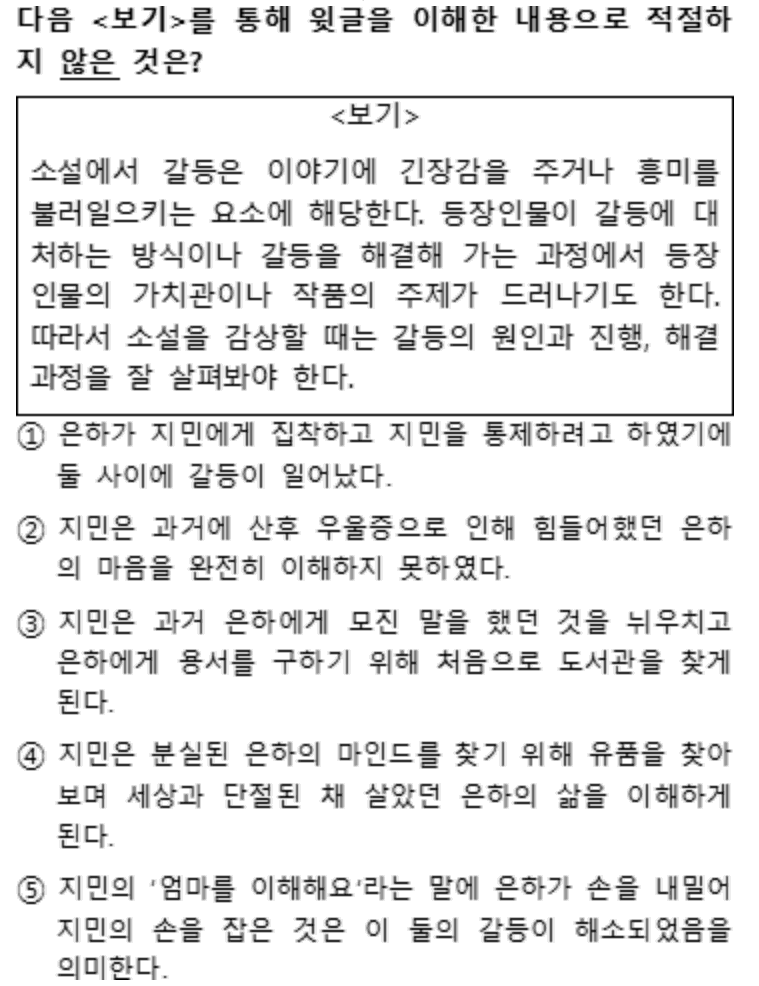 다음 <보기>를 통해 윗글을 이해한 내용으로 적절하
지 않은 것은?
<보기>
소설에서 갈등은 이야기에 긴장감을 주거나 흥미를
불러일으키는 요소에 해당한다. 등장인물이 갈등에 대
처하는 방식이나 갈등을 해결해 가는 과정에서 등장
인물의 가치관이나 작품의 주제가 드러나기도 한다.
따라서 소설을 감상할 때는 갈등의 원인과 진행, 해결
과정을 잘 살펴봐야 한다.
① 은하가 지민에게 집착하고 지민을 통제하려고 하였기에
둘 사이에 갈등이 일어났다.
② 지민은 과거에 산후 우울증으로 인해 힘들어했던 은하
의 마음을 완전히 이해하지 못하였다.
③ 지민은 과거 은하에게 모진 말을 했던 것을 뉘우치고
은하에게 용서를 구하기 위해 처음으로 도서관을 찾게
된다.
④ 지민은 분실된 은하의 마인드를 찾기 위해 유품을 찾아
보며 세상과 단절된 채 살았던 은하의 삶을 이해하게
된다.
⑤ 지민의 '엄마를 이해해요'라는 말에 은하가 손을 내밀어
지민의 손을 잡은 것은 이 둘의 갈등이 해소되었음을
의미한다.